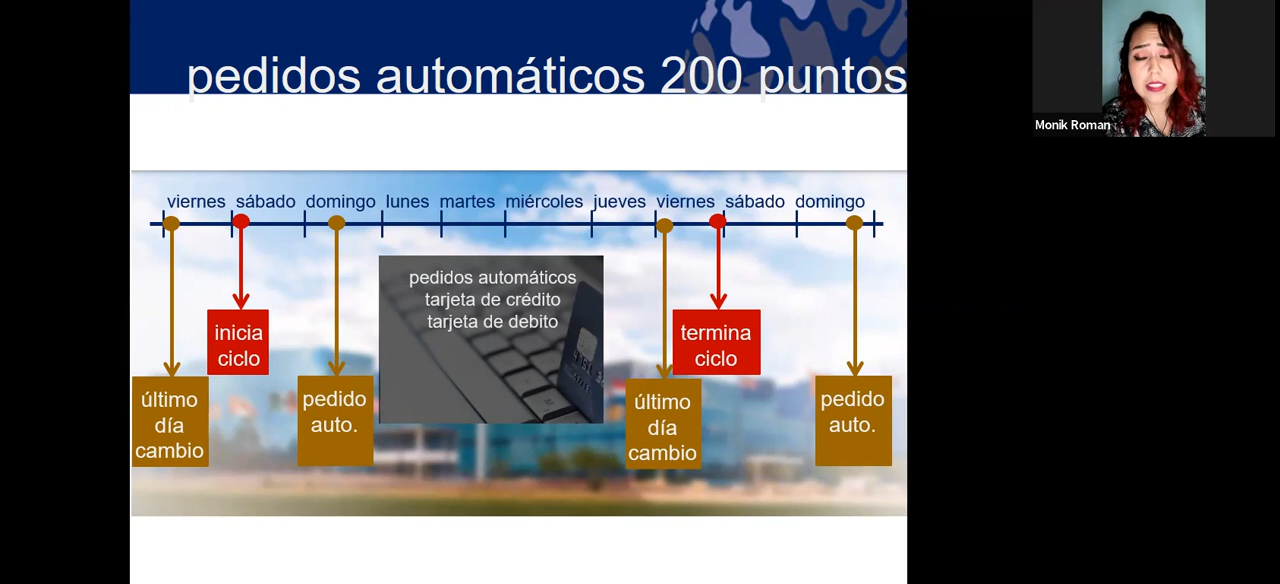 pedidos automáticos 200 puntos
Monik Roman
viernes sábado domingo lunes martes miércoles jueves viernes sábado domingo
pedidos automáticos
tarjeta de crédito
tarjeta de debito
inicia
ciclo
termina
ciclo
último
día
cambio
pedido
auto.
último
día
cambio
pedido
auto.